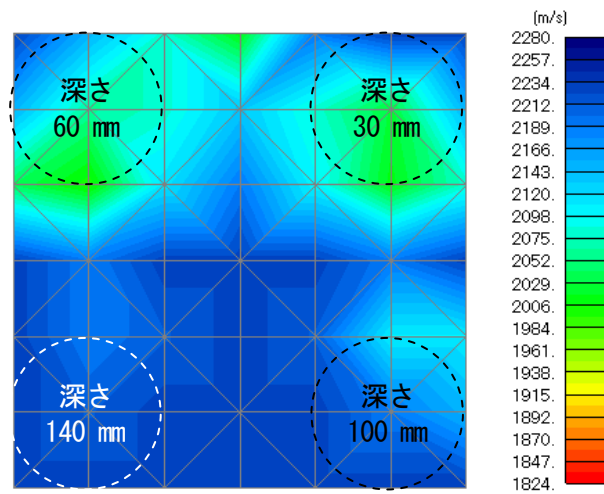 (m/s)
深さ
60 mm
深さ
30 mm
深さ
140 mm
深さ
100 mm
2280.
2257.
2234.
2212.
2189.
2166.
2143.
2120.
2098.
2075.
2052.
2029.
2006.
1984.
1961.
1938.
1915.
1892.
1870.
1847.
1824.